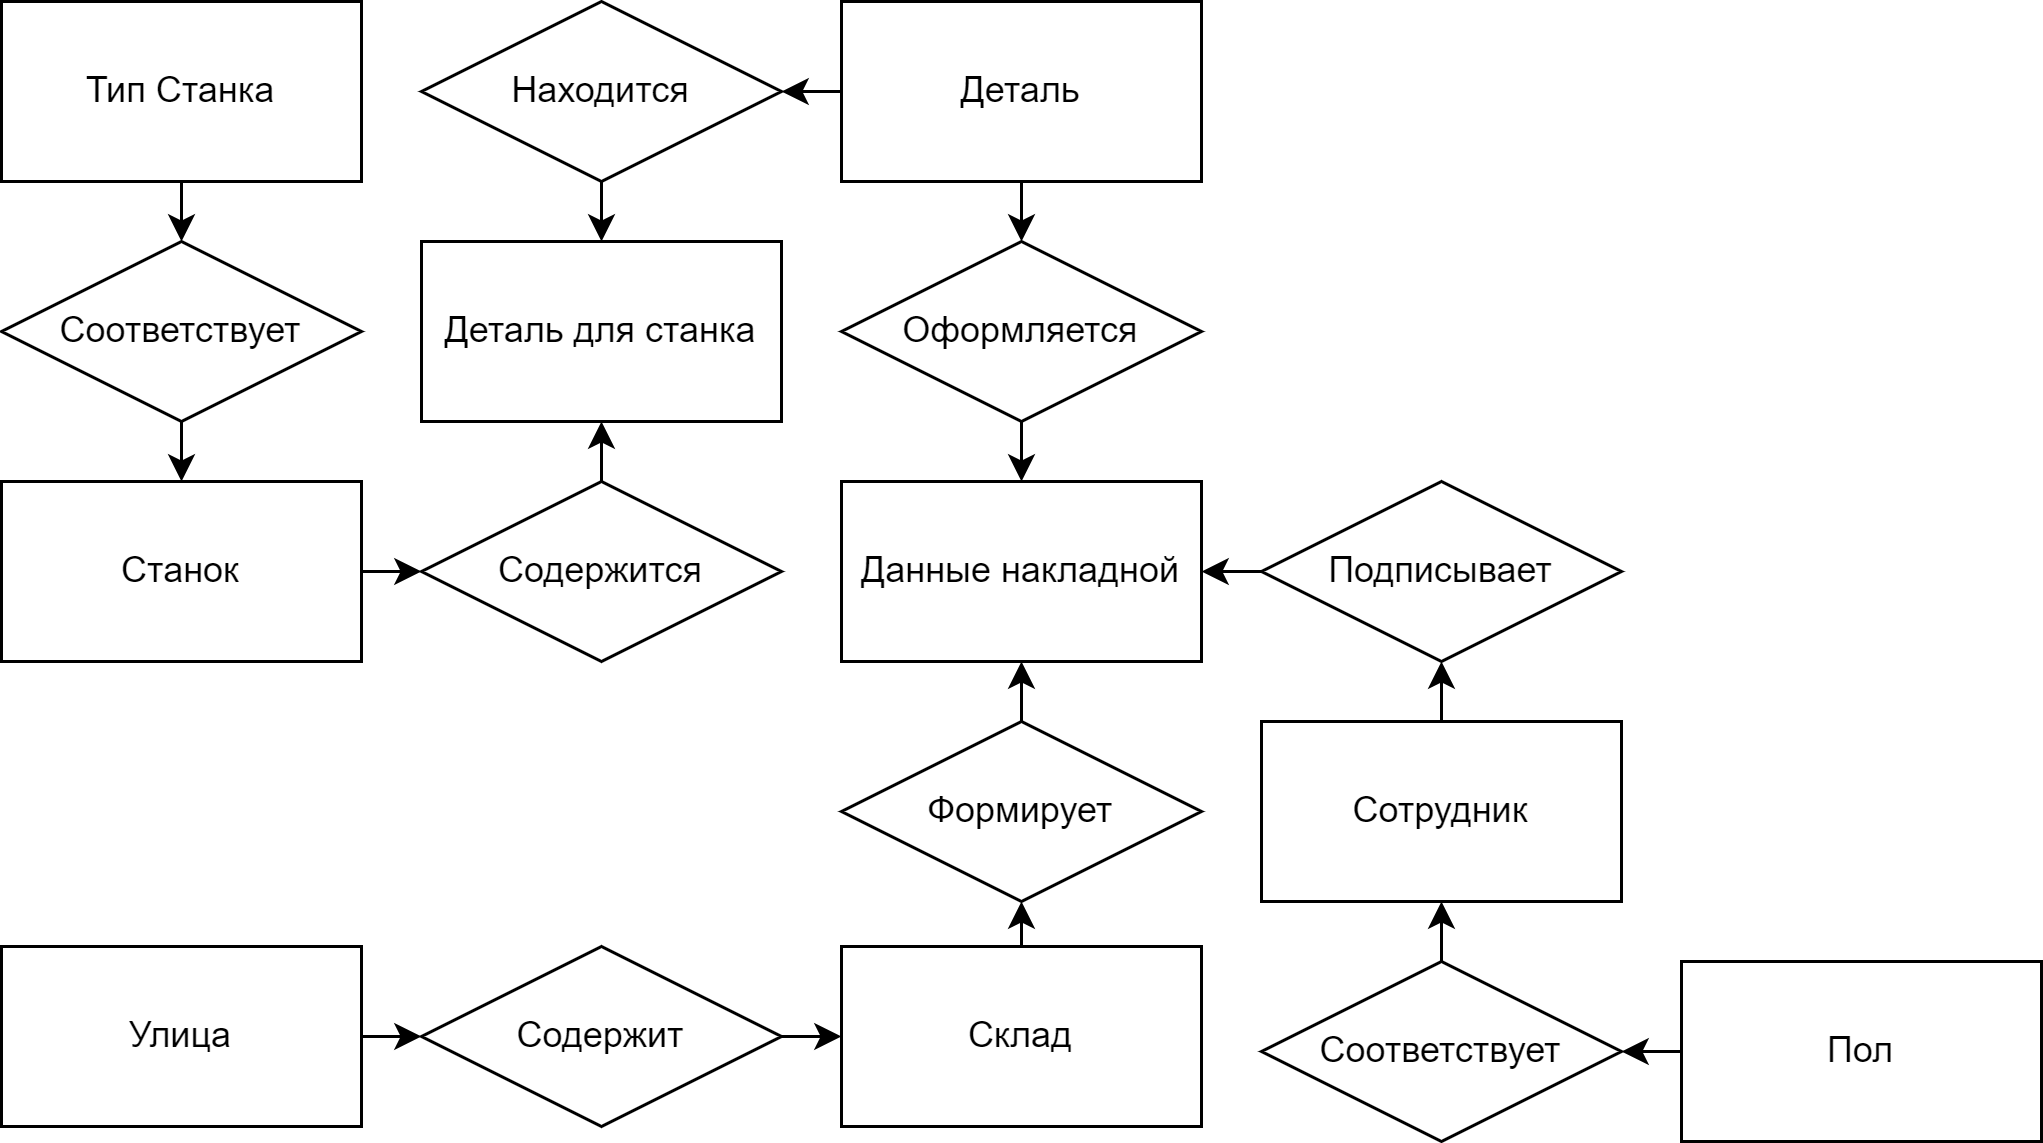 Тип Станка
Находится
Деталь
Соответствует
Деталь для станка
Оформляется
Станок
Содержится
Данные накладной
Подписывает
Формирует
Сотрудник
Улица
Содержит
Склад
Соответствует
Пол